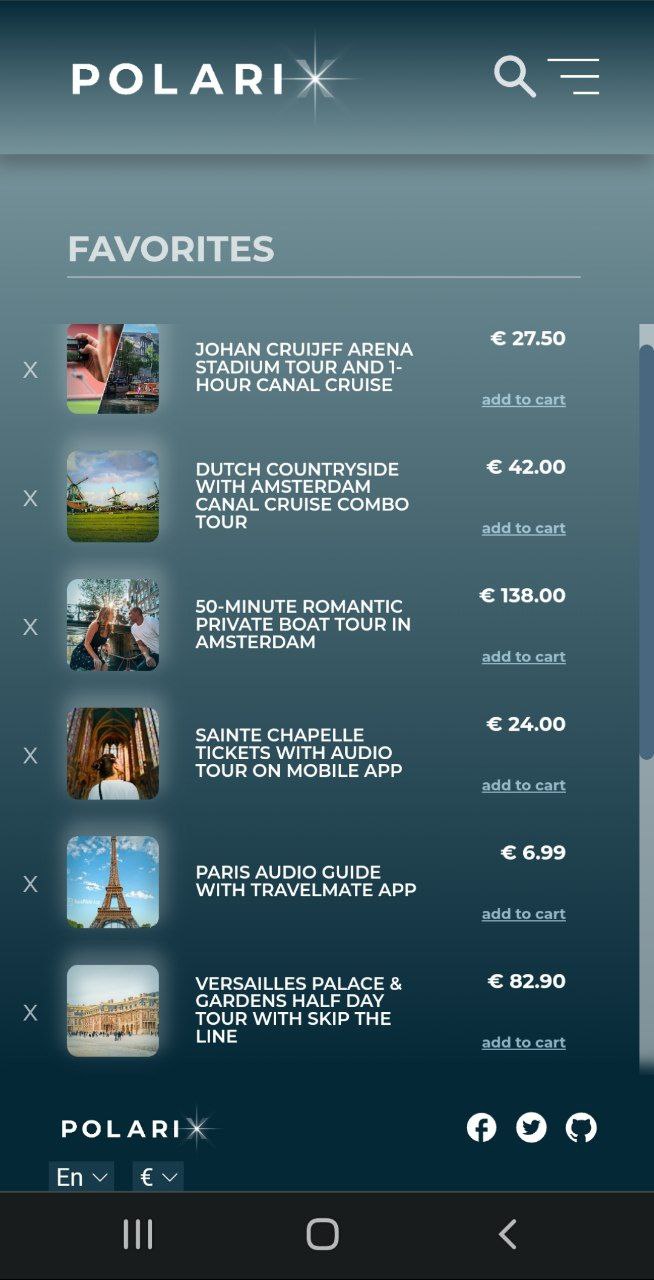 POLARIX
FAVORITES
X
JOHAN CRUIJFF ARENA
STADIUM TOUR AND 1-
HOUR CANAL CRUISE
€ 27.50
add to cart
X
DUTCH COUNTRYSIDE
WITH AMSTERDAM
CANAL CRUISE COMBO
TOUR
€ 42.00
add to cart
X
50-MINUTE ROMANTIC
PRIVATE BOAT TOUR IN
AMSTERDAM
€ 138.00
add to cart
X
SAINTE CHAPELLE
TICKETS WITH AUDIO
TOUR ON MOBILE APP
€ 24.00
add to cart
X
PARIS AUDIO GUIDE
WITH TRAVELMATE APP
€ 6.99
add to cart
X
VERSAILLES PALACE &
GARDENS HALF DAY
TOUR WITH SKIP THE
LINE
€ 82.90
add to cart
POLARIX
En €